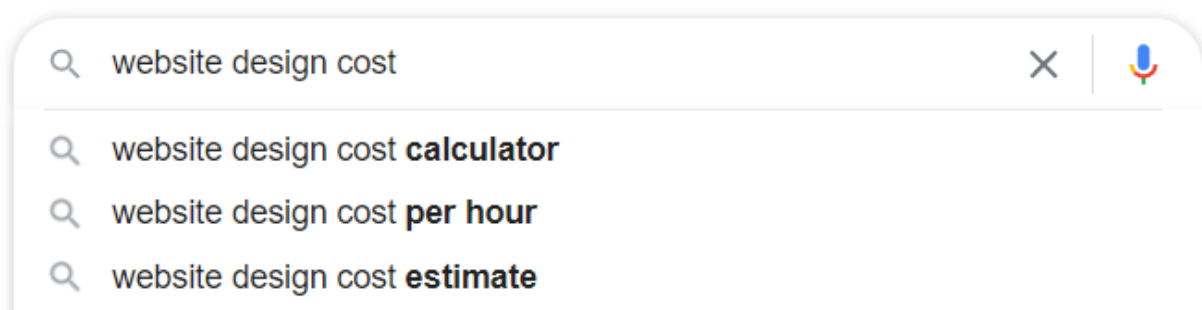 website design cost
website design cost calculator
website design cost per hour
website design cost estimate